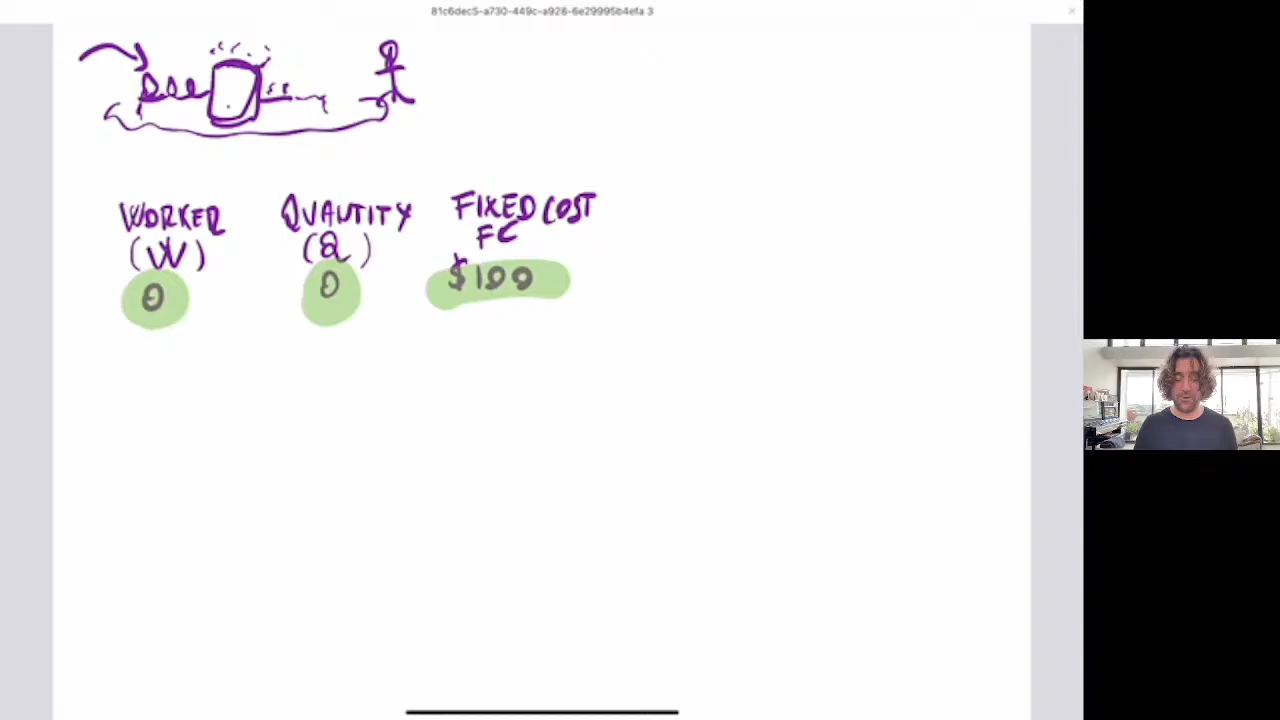 81c6dec5-a730-449c-a928-6e29995b4efa 3
WORKER QUANTITY FIXED COST
(W) (Q) FC
0 0 $100